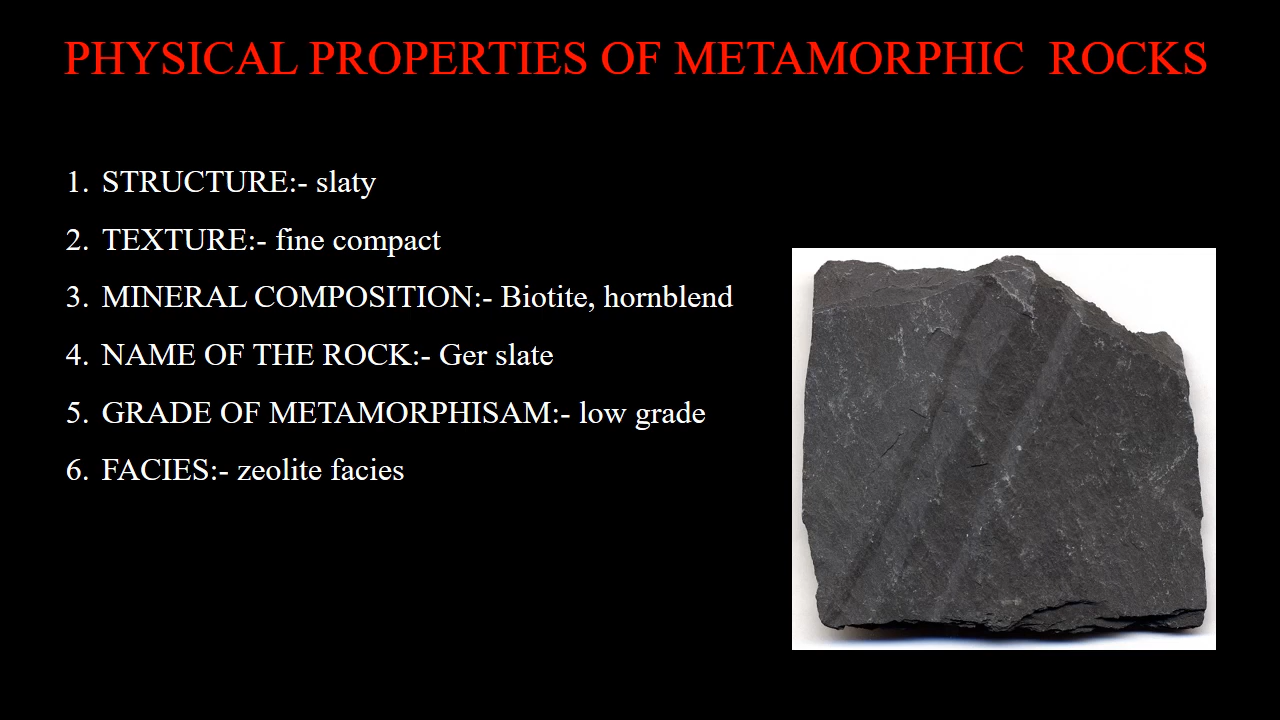 PHYSICAL PROPERTIES OF METAMORPHIC  ROCKS
1. STRUCTURE:- slaty
2. TEXTURE:- fine compact
3. MINERAL COMPOSITION:- Biotite, hornblend
4. NAME OF THE ROCK:- Ger slate
5. GRADE OF METAMORPHISAM:- low grade
6. FACIES:- zeolite facies